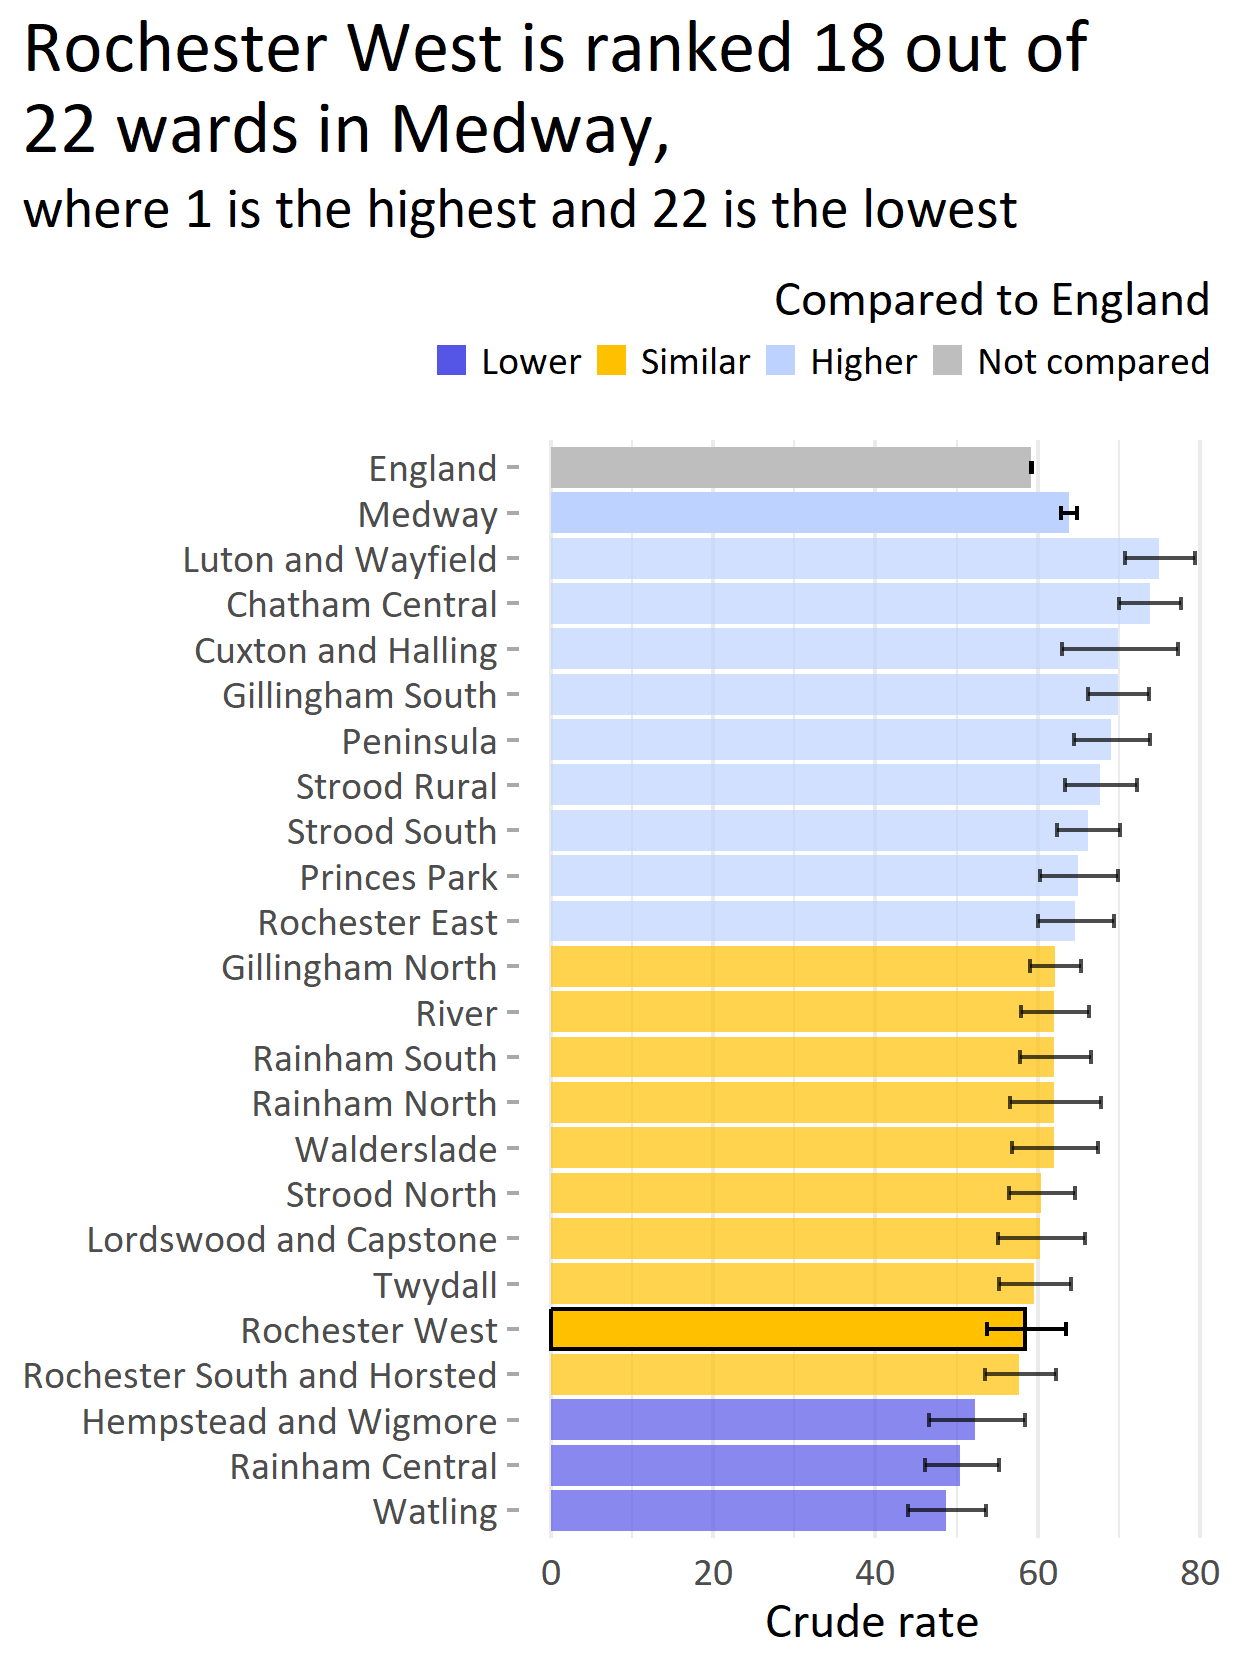 Rochester West is ranked 18 out of
22 wards in Medway,
where 1 is the highest and 22 is the lowest
Compared to England
Lower Similar Higher Not compared
England
Medway
Luton and Wayfield
Chatham Central
Cuxton and Halling
Gillingham South
Peninsula
Strood Rural
Strood South
Princes Park
Rochester East
Gillingham North
River
Rainham South
Rainham North
Walderslade
Strood North
Lordswood and Capstone
Twydall
Rochester West
Rochester South and Horsted
Hempstead and Wigmore
Rainham Central
Watling
0 20 40 60 80
Crude rate